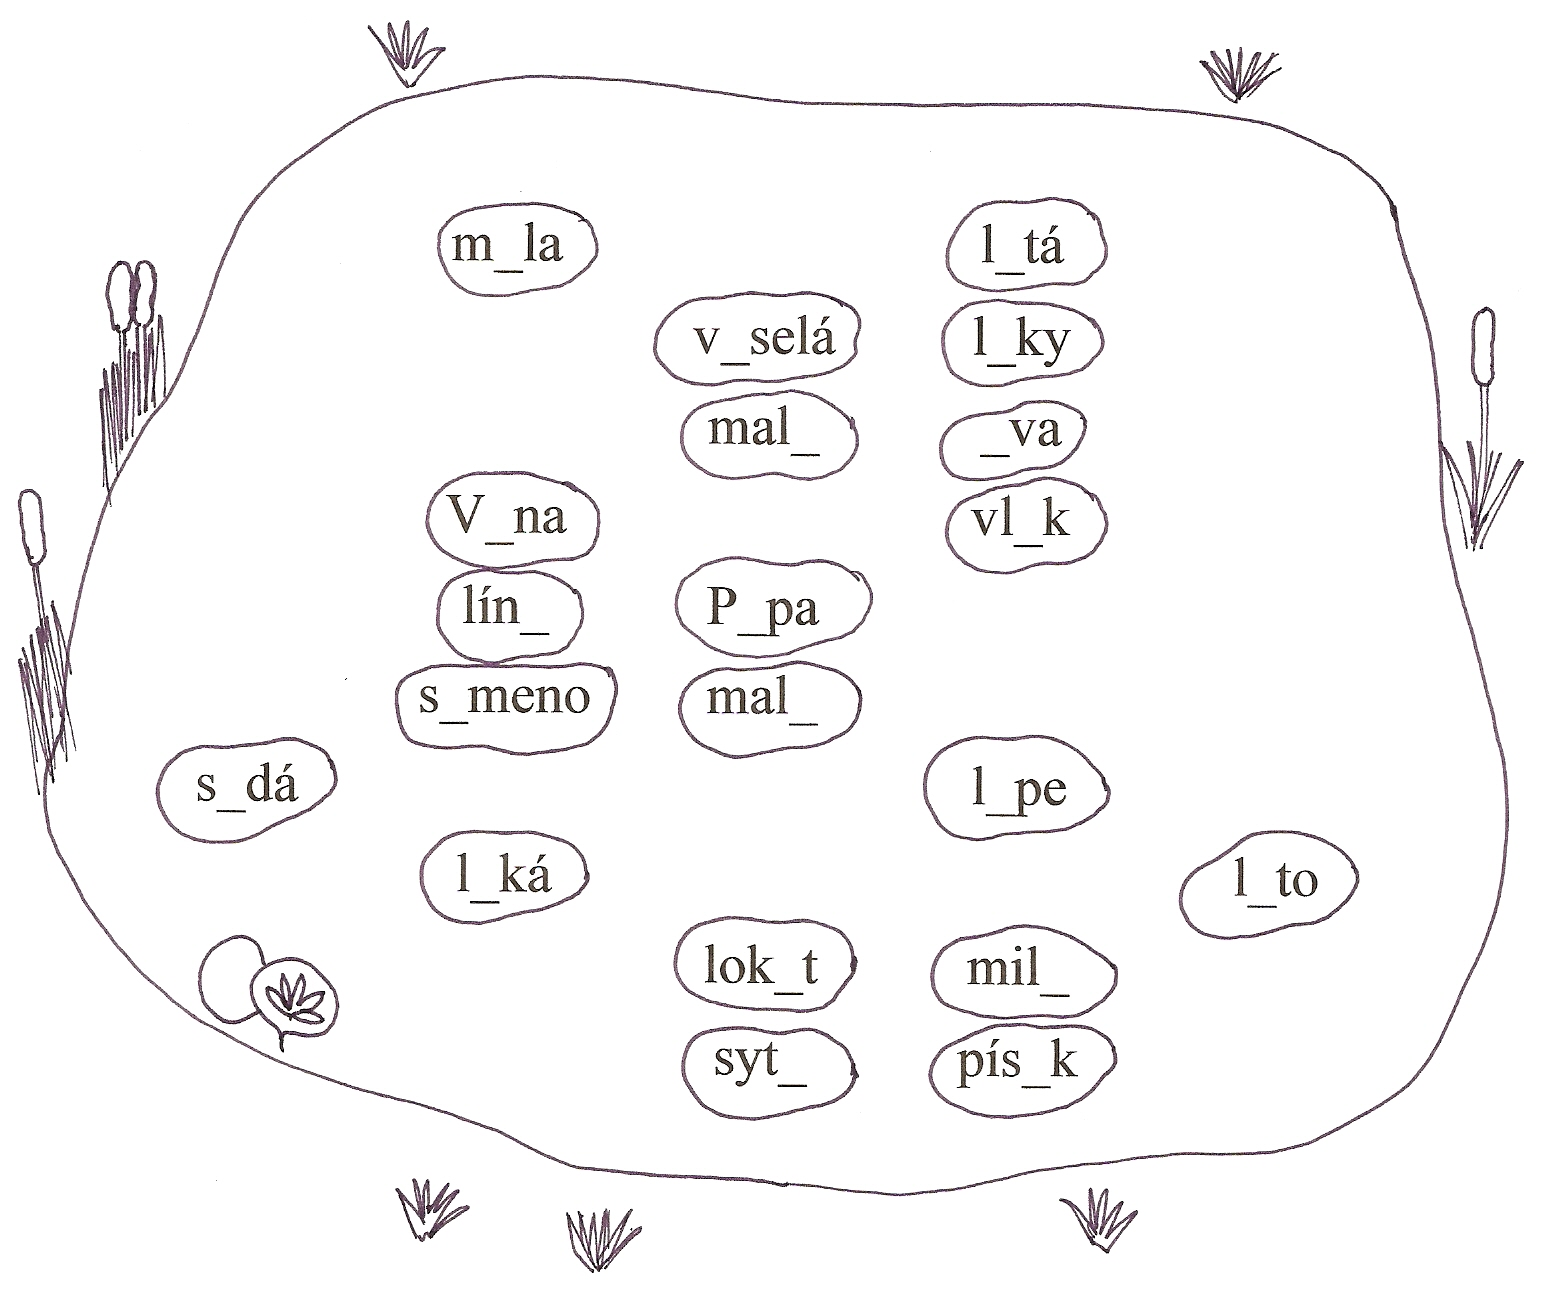 m_la
l_tá
v_selá
l_ky
mal_
_va
V_na
vl_k
lín_
P_pa
s_meno
mal_
s_dá
l_pe
l_ká
l_to
lok_t
mil_
syt_
pís_k